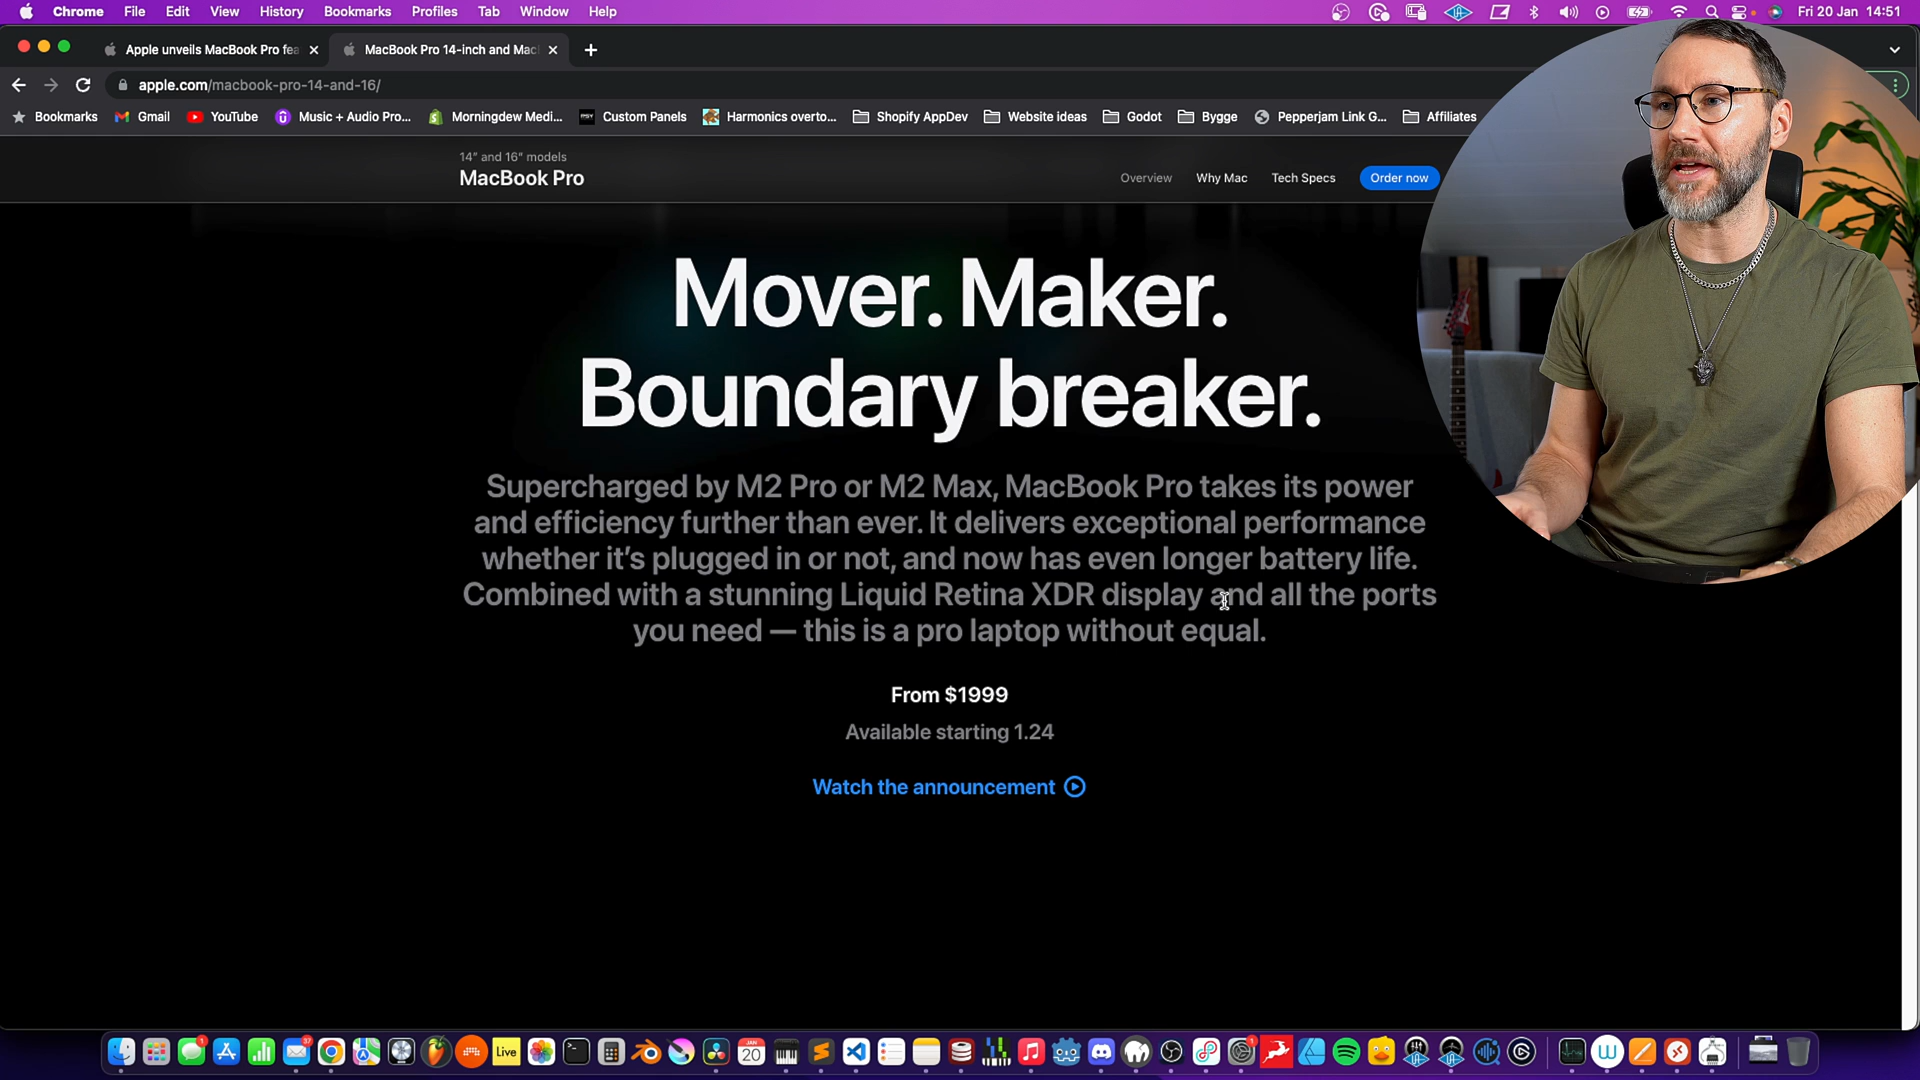 Chrome File Edit View History Bookmarks Profiles Tab Window Help
Fri 20 Jan 14:51
Apple unveils MacBook Pro fea
MacBook Pro 14-inch and Mac
apple.com/macbook-pro-14-and-16/
Bookmarks Gmail YouTube Music + Audio Pro... Morningdew Medi... Custom Panels Harmonics overto... Shopify AppDev Website ideas Godot Bygge Pepperjam Link G... Affiliates
14" and 16" models
MacBook Pro
Overview Why Mac Tech Specs Order now
Mover. Maker.
Boundary breaker.
Supercharged by M2 Pro or M2 Max, MacBook Pro takes its power
and efficiency further than ever. It delivers exceptional performance
whether it's plugged in or not, and now has even longer battery life.
Combined with a stunning Liquid Retina XDR display and all the ports
you need — this is a pro laptop without equal.
From $1999
Available starting 1.24
Watch the announcement
Live
JAN
20